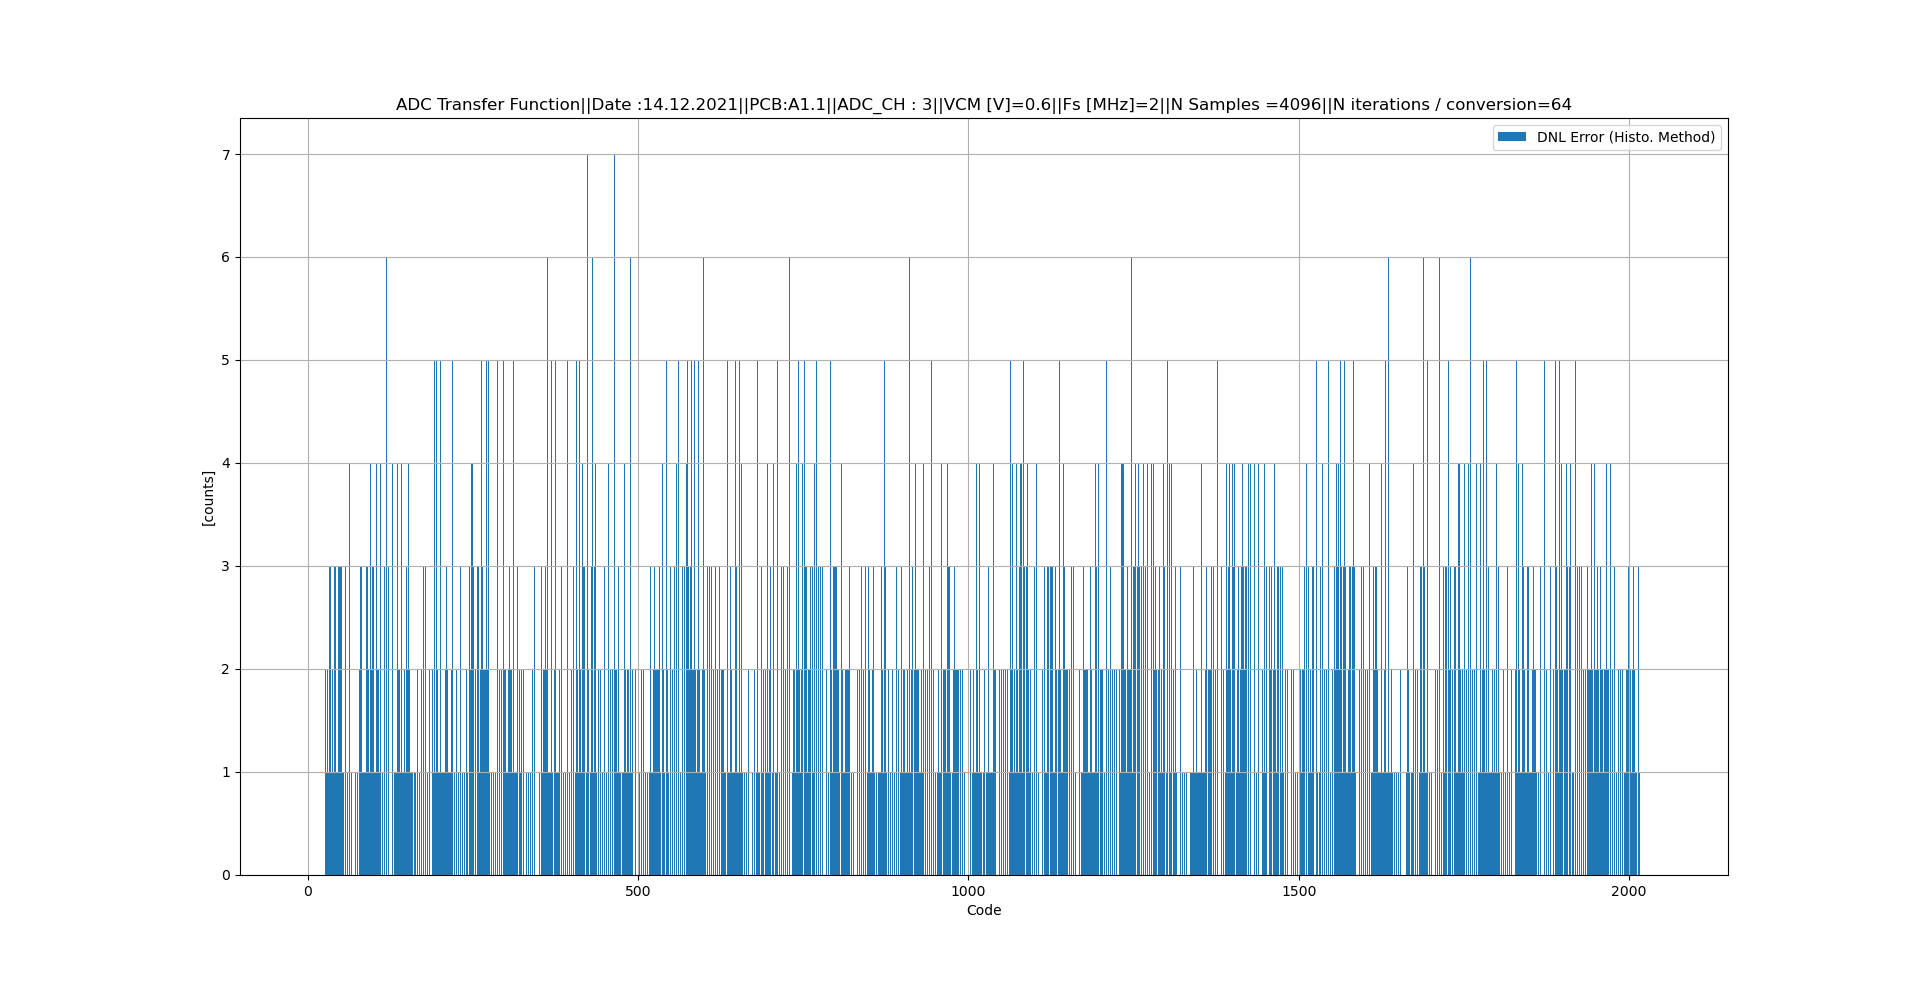 ADC Transfer Function||Date :14.12.2021||PCB:A1.1||ADC_CH : 3||VCM [V]=0.6||Fs [MHz]=2||N Samples =4096||N iterations / conversion=64
DNL Error (Histo. Method)
7
6
5
4
3
2
1
0
[counts]
0 500 1000 1500 2000
Code